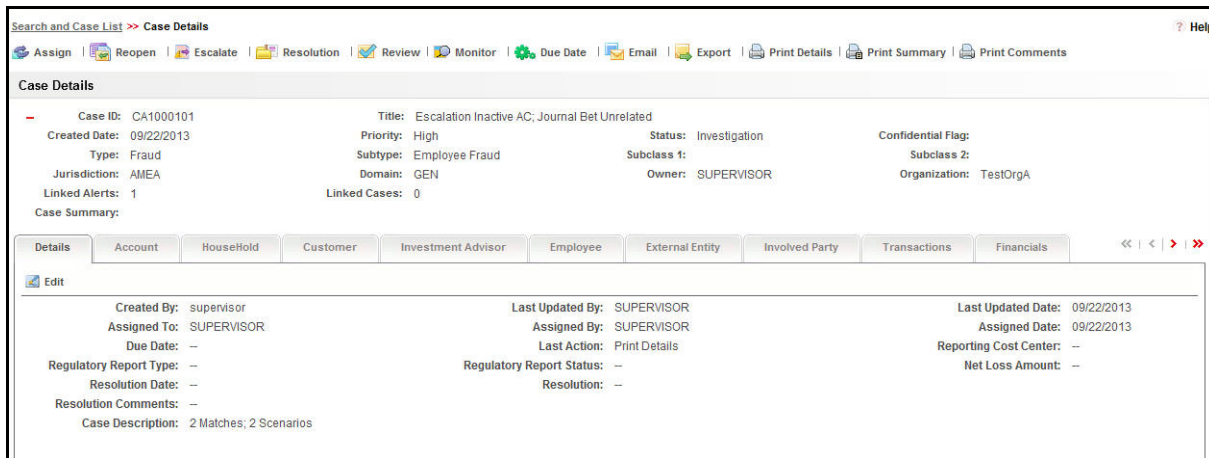 Search and Case List >> Case Details ? Help
Assign | Reopen | Escalate | Resolution | Review | Monitor | Due Date | Email | Export | Print Details | Print Summary | Print Comments
Case Details
Case ID: CA1000101 Title: Escalation Inactive AC; Journal Bet Unrelated
Created Date: 09/22/2013 Priority: High Status: Investigation Confidential Flag:
Type: Fraud Subtype: Employee Fraud Subclass 1: Subclass 2:
Jurisdiction: AMEA Domain: GEN Owner: SUPERVISOR Organization: TestOrgA
Linked Alerts: 1 Linked Cases: 0
Case Summary:
Details Account HouseHold Customer Investment Advisor Employee External Entity Involved Party Transactions Financials << | < | > | >>
Edit
Created By: supervisor Last Updated By: SUPERVISOR Last Updated Date: 09/22/2013
Assigned To: SUPERVISOR Assigned By: SUPERVISOR Assigned Date: 09/22/2013
Due Date: -- Last Action: Print Details Reporting Cost Center: --
Regulatory Report Type: -- Regulatory Report Status: -- Net Loss Amount: --
Resolution Date: -- Resolution: --
Resolution Comments: --
Case Description: 2 Matches; 2 Scenarios